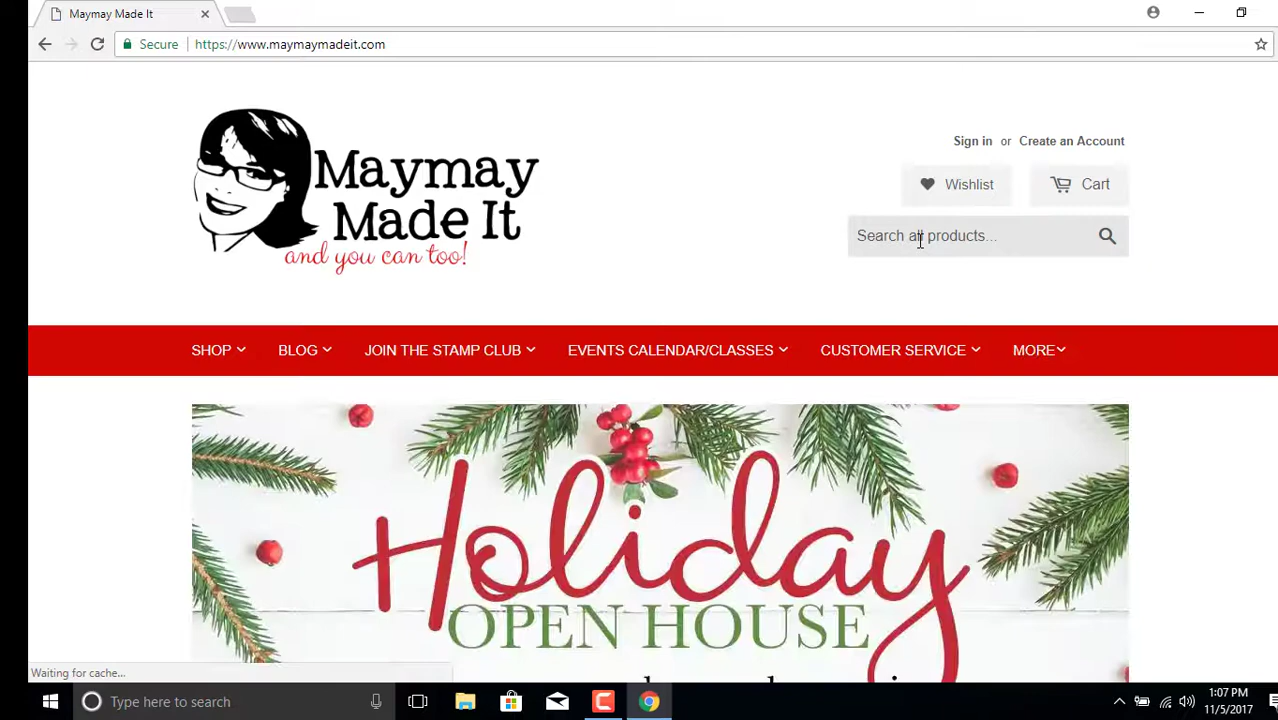 Maymay Made It
Secure
https://www.maymaymadeit.com
Sign in or Create an Account
Maymay
Made It
and you can too!
Wishlist
Cart
Search all products...
SHOP
BLOG
JOIN THE STAMP CLUB
EVENTS CALENDAR/CLASSES
CUSTOMER SERVICE
MORE
Holiday
OPEN HOUSE
Waiting for cache...
Type here to search
1:07 PM
11/5/2017